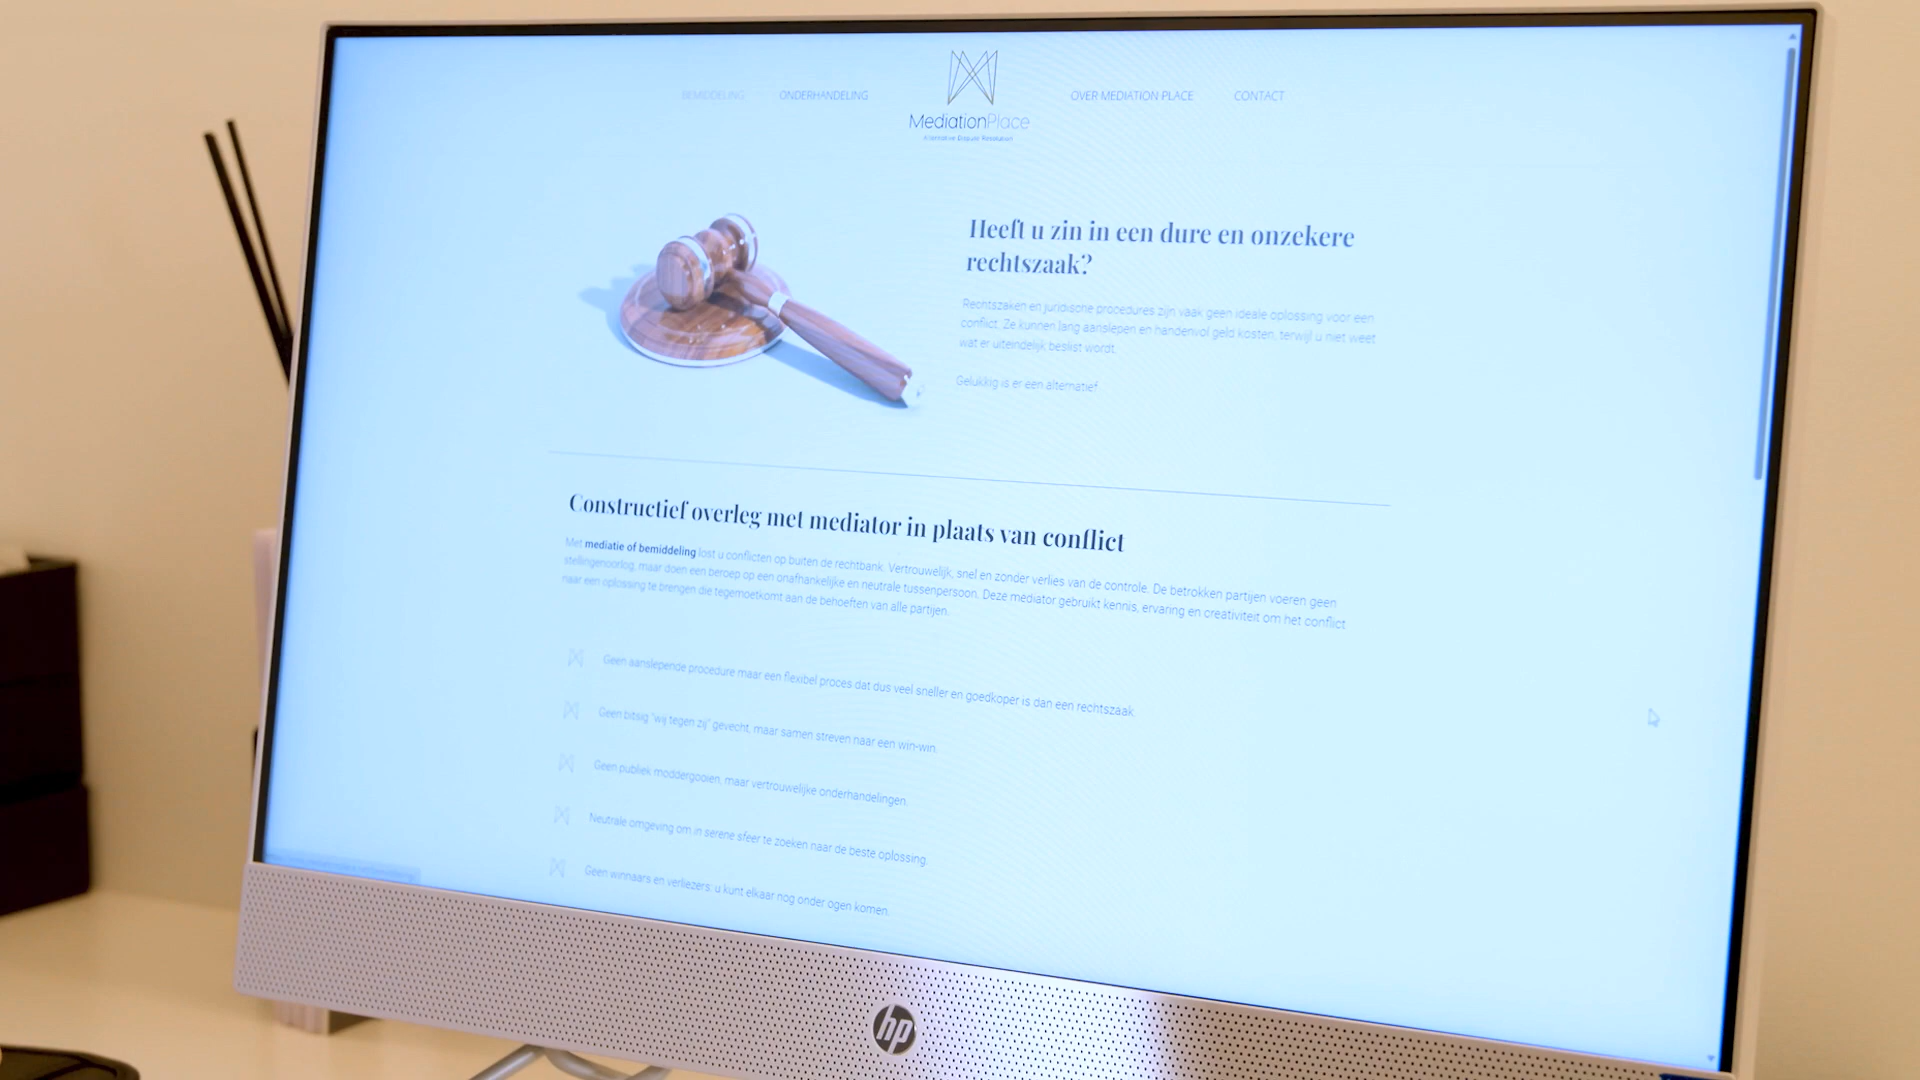 BEMIDDELING
ONDERHANDELING
MediationPlace
Alternative Dispute Resolution
OVER MEDIATION PLACE
CONTACT
Heeft u zin in een dure en onzekere
rechtszaak?
Rechtszaken en juridische procedures zijn vaak geen ideale oplossing voor een
conflict. Ze kunnen lang aanslepen en handenvol geld kosten, terwijl u niet weet
wat er uiteindelijk beslist wordt.
Gelukkig is er een alternatief.
Constructief overleg met mediator in plaats van conflict
Met mediatie of bemiddeling lost u conflicten op buiten de rechtbank. Vertrouwelijk, snel en zonder verlies van de controle. De betrokken partijen voeren geen
stellingenoorlog, maar doen een beroep op een onafhankelijke en neutrale tussenpersoon. Deze mediator gebruikt kennis, ervaring en creativiteit om het conflict
naar een oplossing te brengen die tegemoetkomt aan de behoeften van alle partijen.
Geen aanslepende procedure maar een flexibel proces dat dus veel sneller en goedkoper is dan een rechtszaak.
Geen bitsig "wij tegen zij" gevecht, maar samen streven naar een win-win.
Geen publiek moddergooien, maar vertrouwelijke onderhandelingen.
Neutrale omgeving om in serene sfeer te zoeken naar de beste oplossing.
Geen winnaars en verliezers: u kunt elkaar nog onder ogen komen.
hp